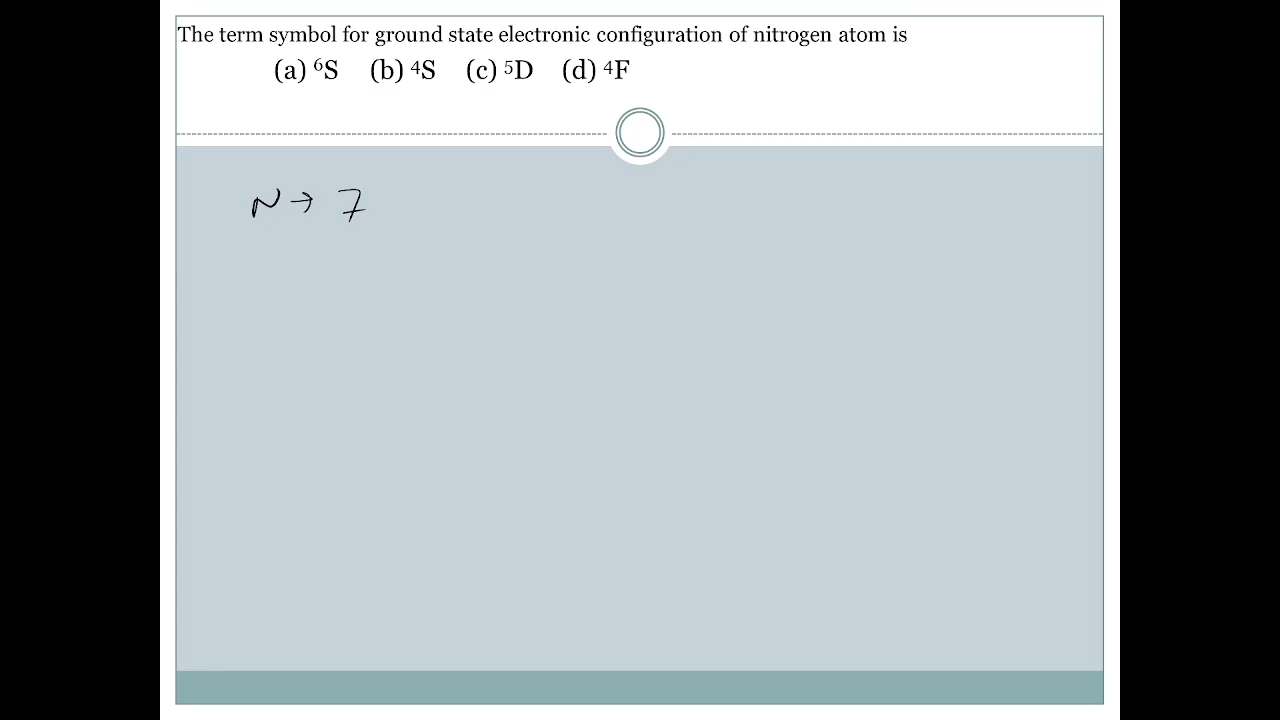 The term symbol for ground state electronic configuration of nitrogen atom is
(a) ⁶S (b) ⁴S (c) ⁵D (d) ⁴F
N → 7